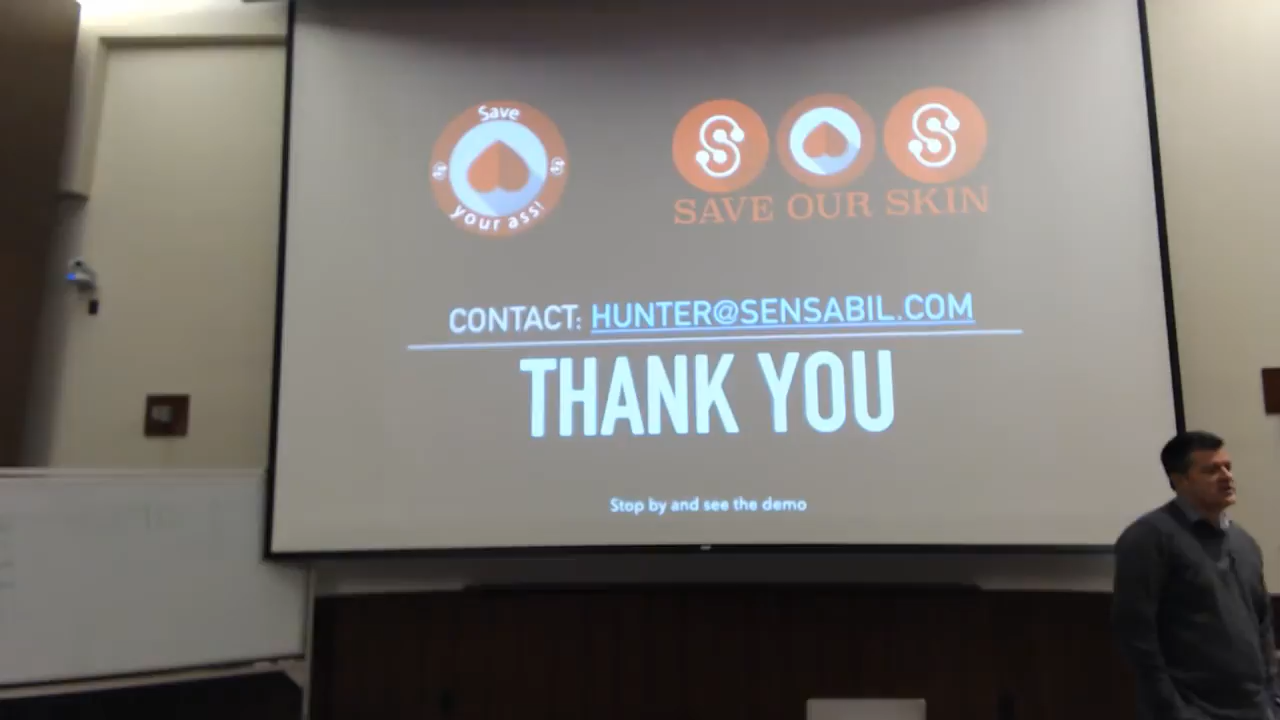 Save
your ass!
S S
SAVE OUR SKIN
CONTACT: HUNTER@SENSABIL.COM
THANK YOU
Stop by and see the demo